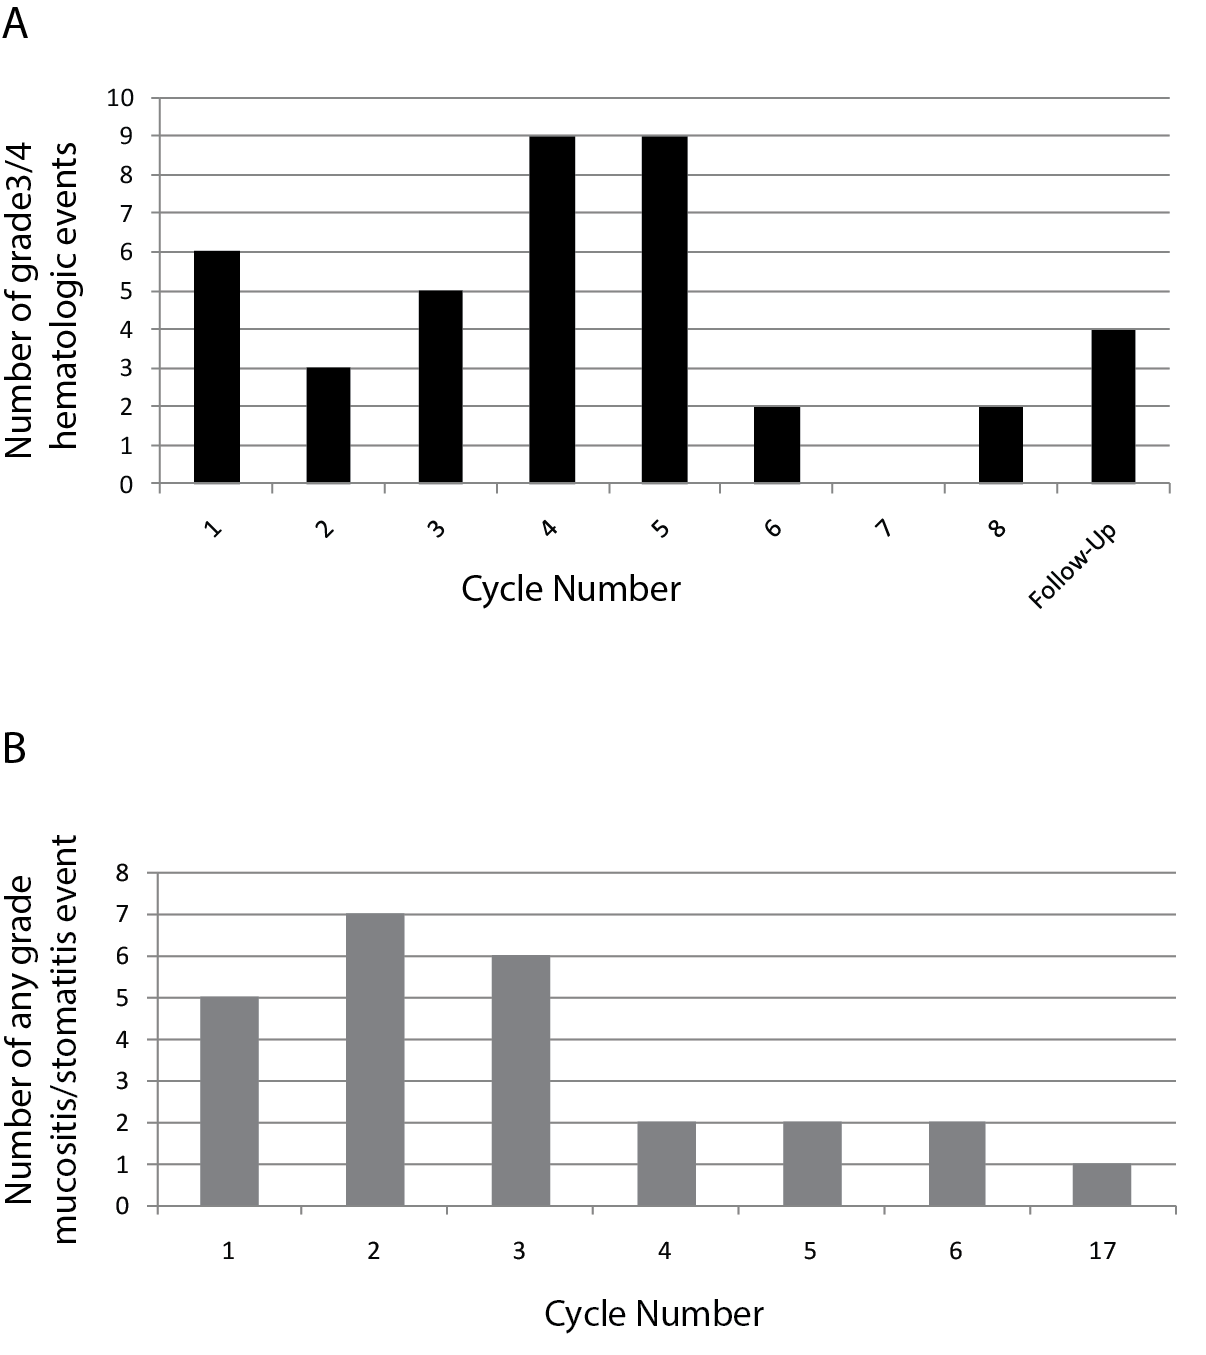 A
Number of grade3/4
hematologic events
10
9
8
7
6
5
4
3
2
1
0
1 2 3 4 5 6 7 8 Follow-Up
Cycle Number
B
Number of any grade
mucositis/stomatitis event
8
7
6
5
4
3
2
1
0
1 2 3 4 5 6 17
Cycle Number